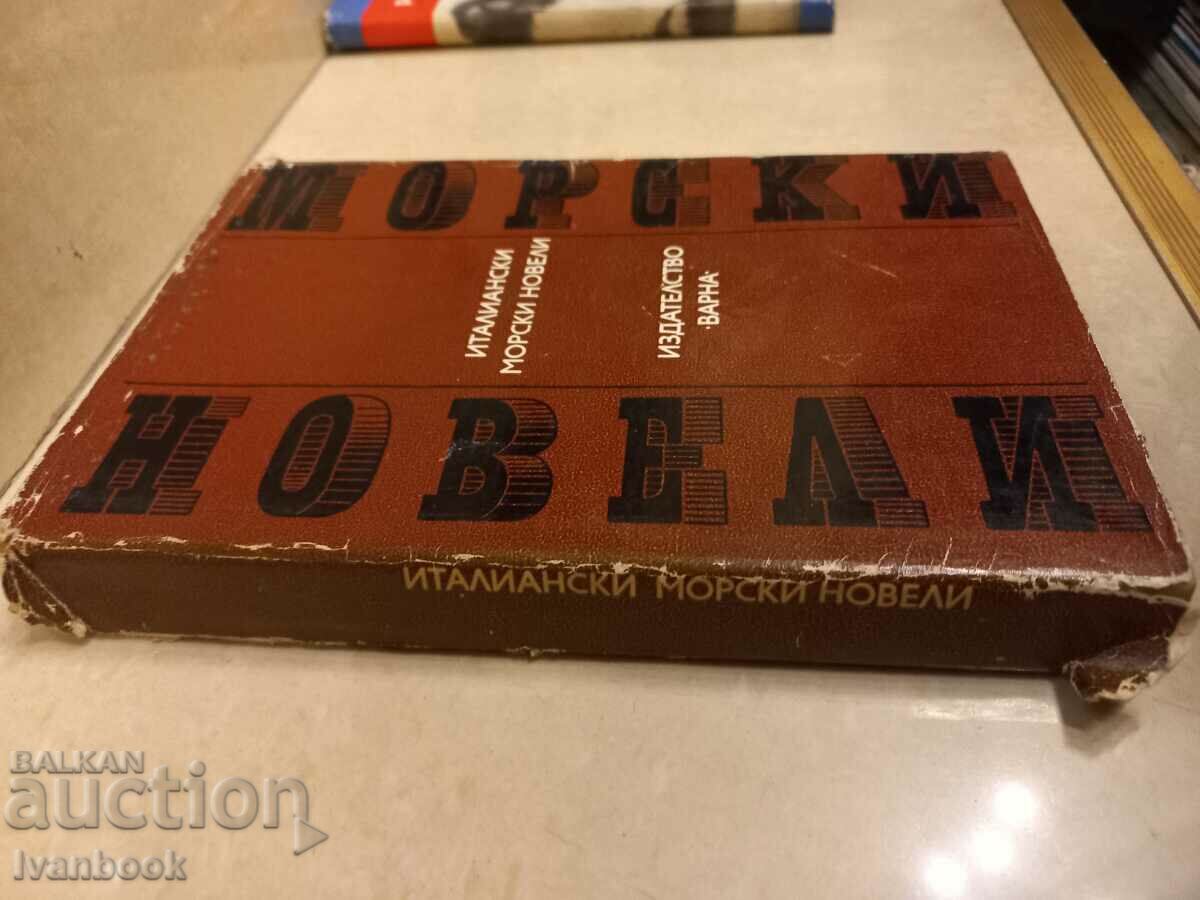 МОРСКИ
ИТАЛИАНСКИ
МОРСКИ НОВЕЛИ
ИЗДАТЕЛСТВО
·ВАРНА·
НОВЕЛИ
ИТАЛИАНСКИ МОРСКИ НОВЕЛИ
BALKAN
auction
Ivanbook